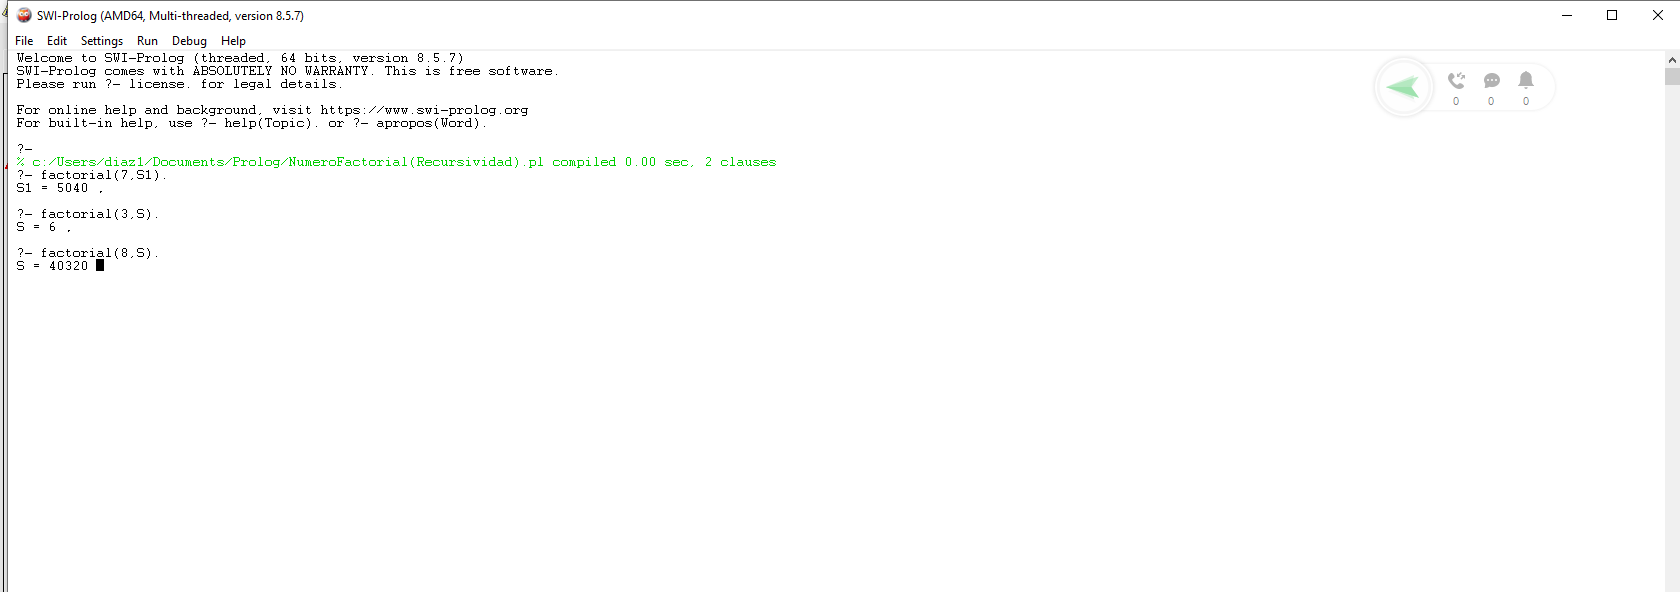 SWI-Prolog (AMD64, Multi-threaded, version 8.5.7)
File Edit Settings Run Debug Help
Welcome to SWI-Prolog (threaded, 64 bits, version 8.5.7)
SWI-Prolog comes with ABSOLUTELY NO WARRANTY. This is free software.
Please run ?- license. for legal details.
For online help and background, visit https://www.swi-prolog.org
For built-in help, use ?- help(Topic). or ?- apropos(Word).
?-
% c:/Users/diaz1/Documents/Prolog/NumeroFactorial(Recursividad).pl compiled 0.00 sec, 2 clauses
?- factorial(7,S1).
S1 = 5040 .
?- factorial(3,S).
S = 6 .
?- factorial(8,S).
S = 40320
0 0 0